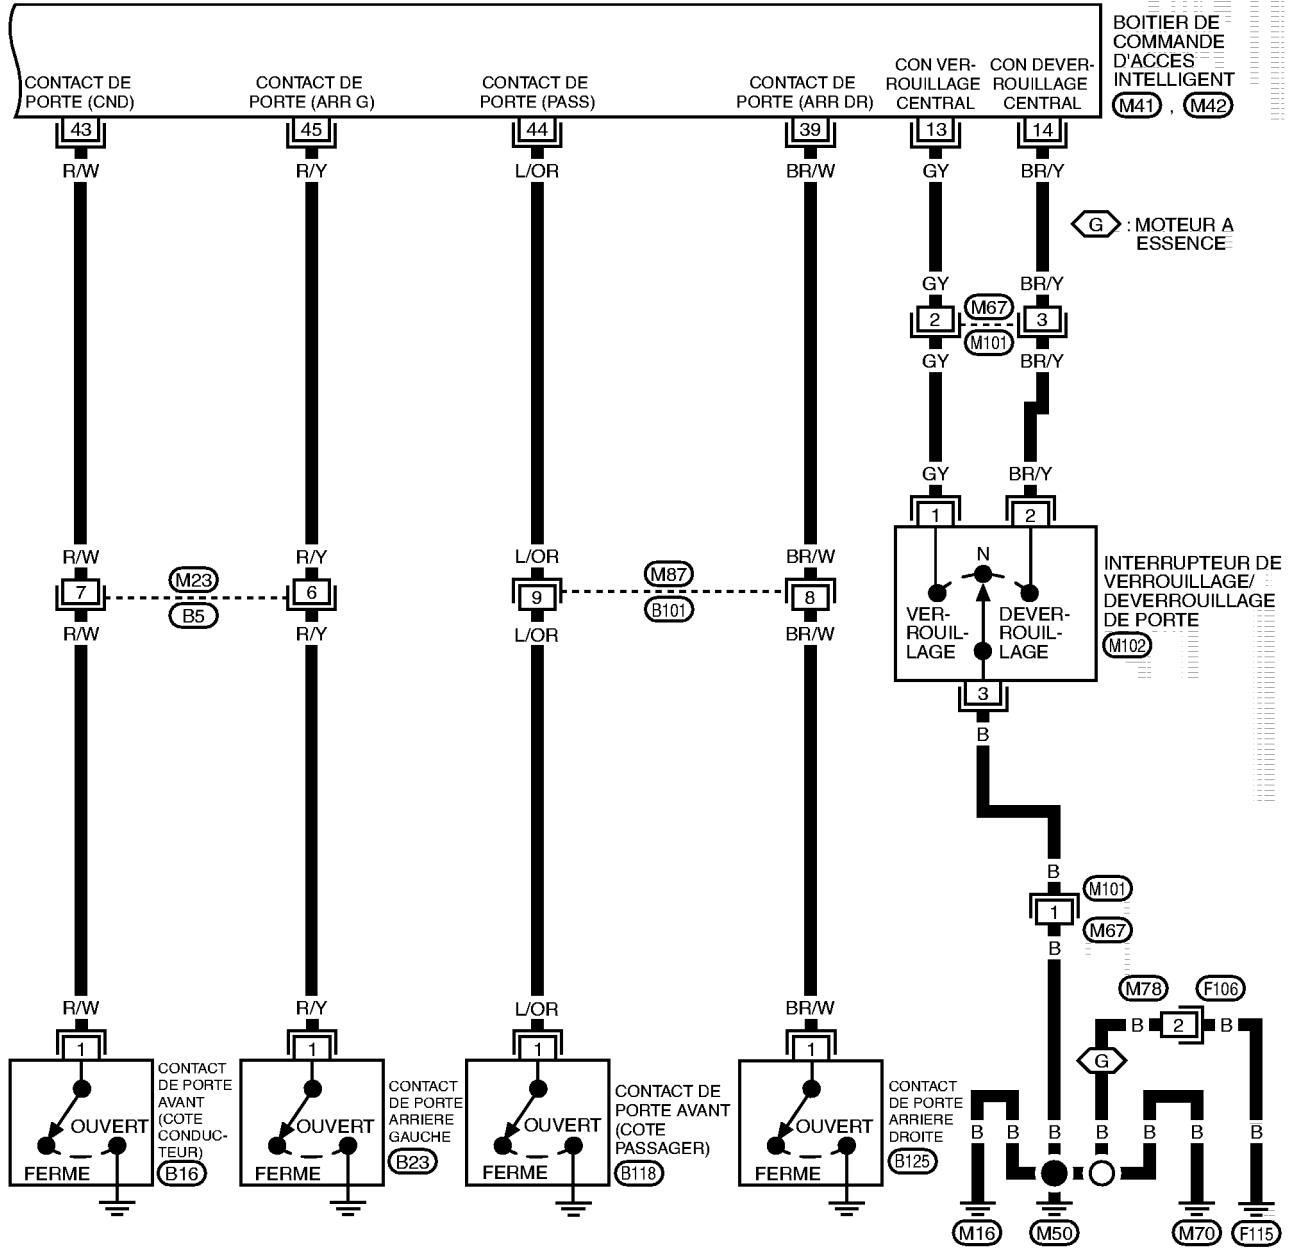 BOITIER DE
COMMANDE
D'ACCES
INTELLIGENT
M41 , M42
CONTACT DE
PORTE (CND)
CONTACT DE
PORTE (ARR G)
CONTACT DE
PORTE (PASS)
CONTACT DE
PORTE (ARR DR)
CON VER-
ROUILLAGE
CENTRAL
CON DEVER-
ROUILLAGE
CENTRAL
43 45 44 39 13 14
R/W R/Y L/OR BR/W GY BR/Y
G : MOTEUR A
ESSENCE
GY BR/Y
2 M67 3
M101
GY BR/Y
GY BR/Y
1 2
N
VER-
ROUIL-
LAGE
DEVER-
ROUIL-
LAGE
INTERRUPTEUR DE
VERROUILLAGE/
DEVERROUILLAGE
DE PORTE
M102
3
B
R/W R/Y L/OR BR/W
7 M23 6 9 M87 8
B5 B101
R/W R/Y L/OR BR/W
B
M101
1
M67
B
M78 F106
B 2 B
G
B B B B B B
M16 M50 M70 F115
R/W R/Y L/OR BR/W
1 1 1 1
OUVERT
FERME
CONTACT
DE PORTE
AVANT
(COTE
CONDUC-
TEUR)
B16
OUVERT
FERME
CONTACT
DE PORTE
ARRIERE
GAUCHE
B23
OUVERT
FERME
CONTACT DE
PORTE AVANT
(COTE
PASSAGER)
B118
OUVERT
FERME
CONTACT
DE PORTE
ARRIERE
DROITE
B125